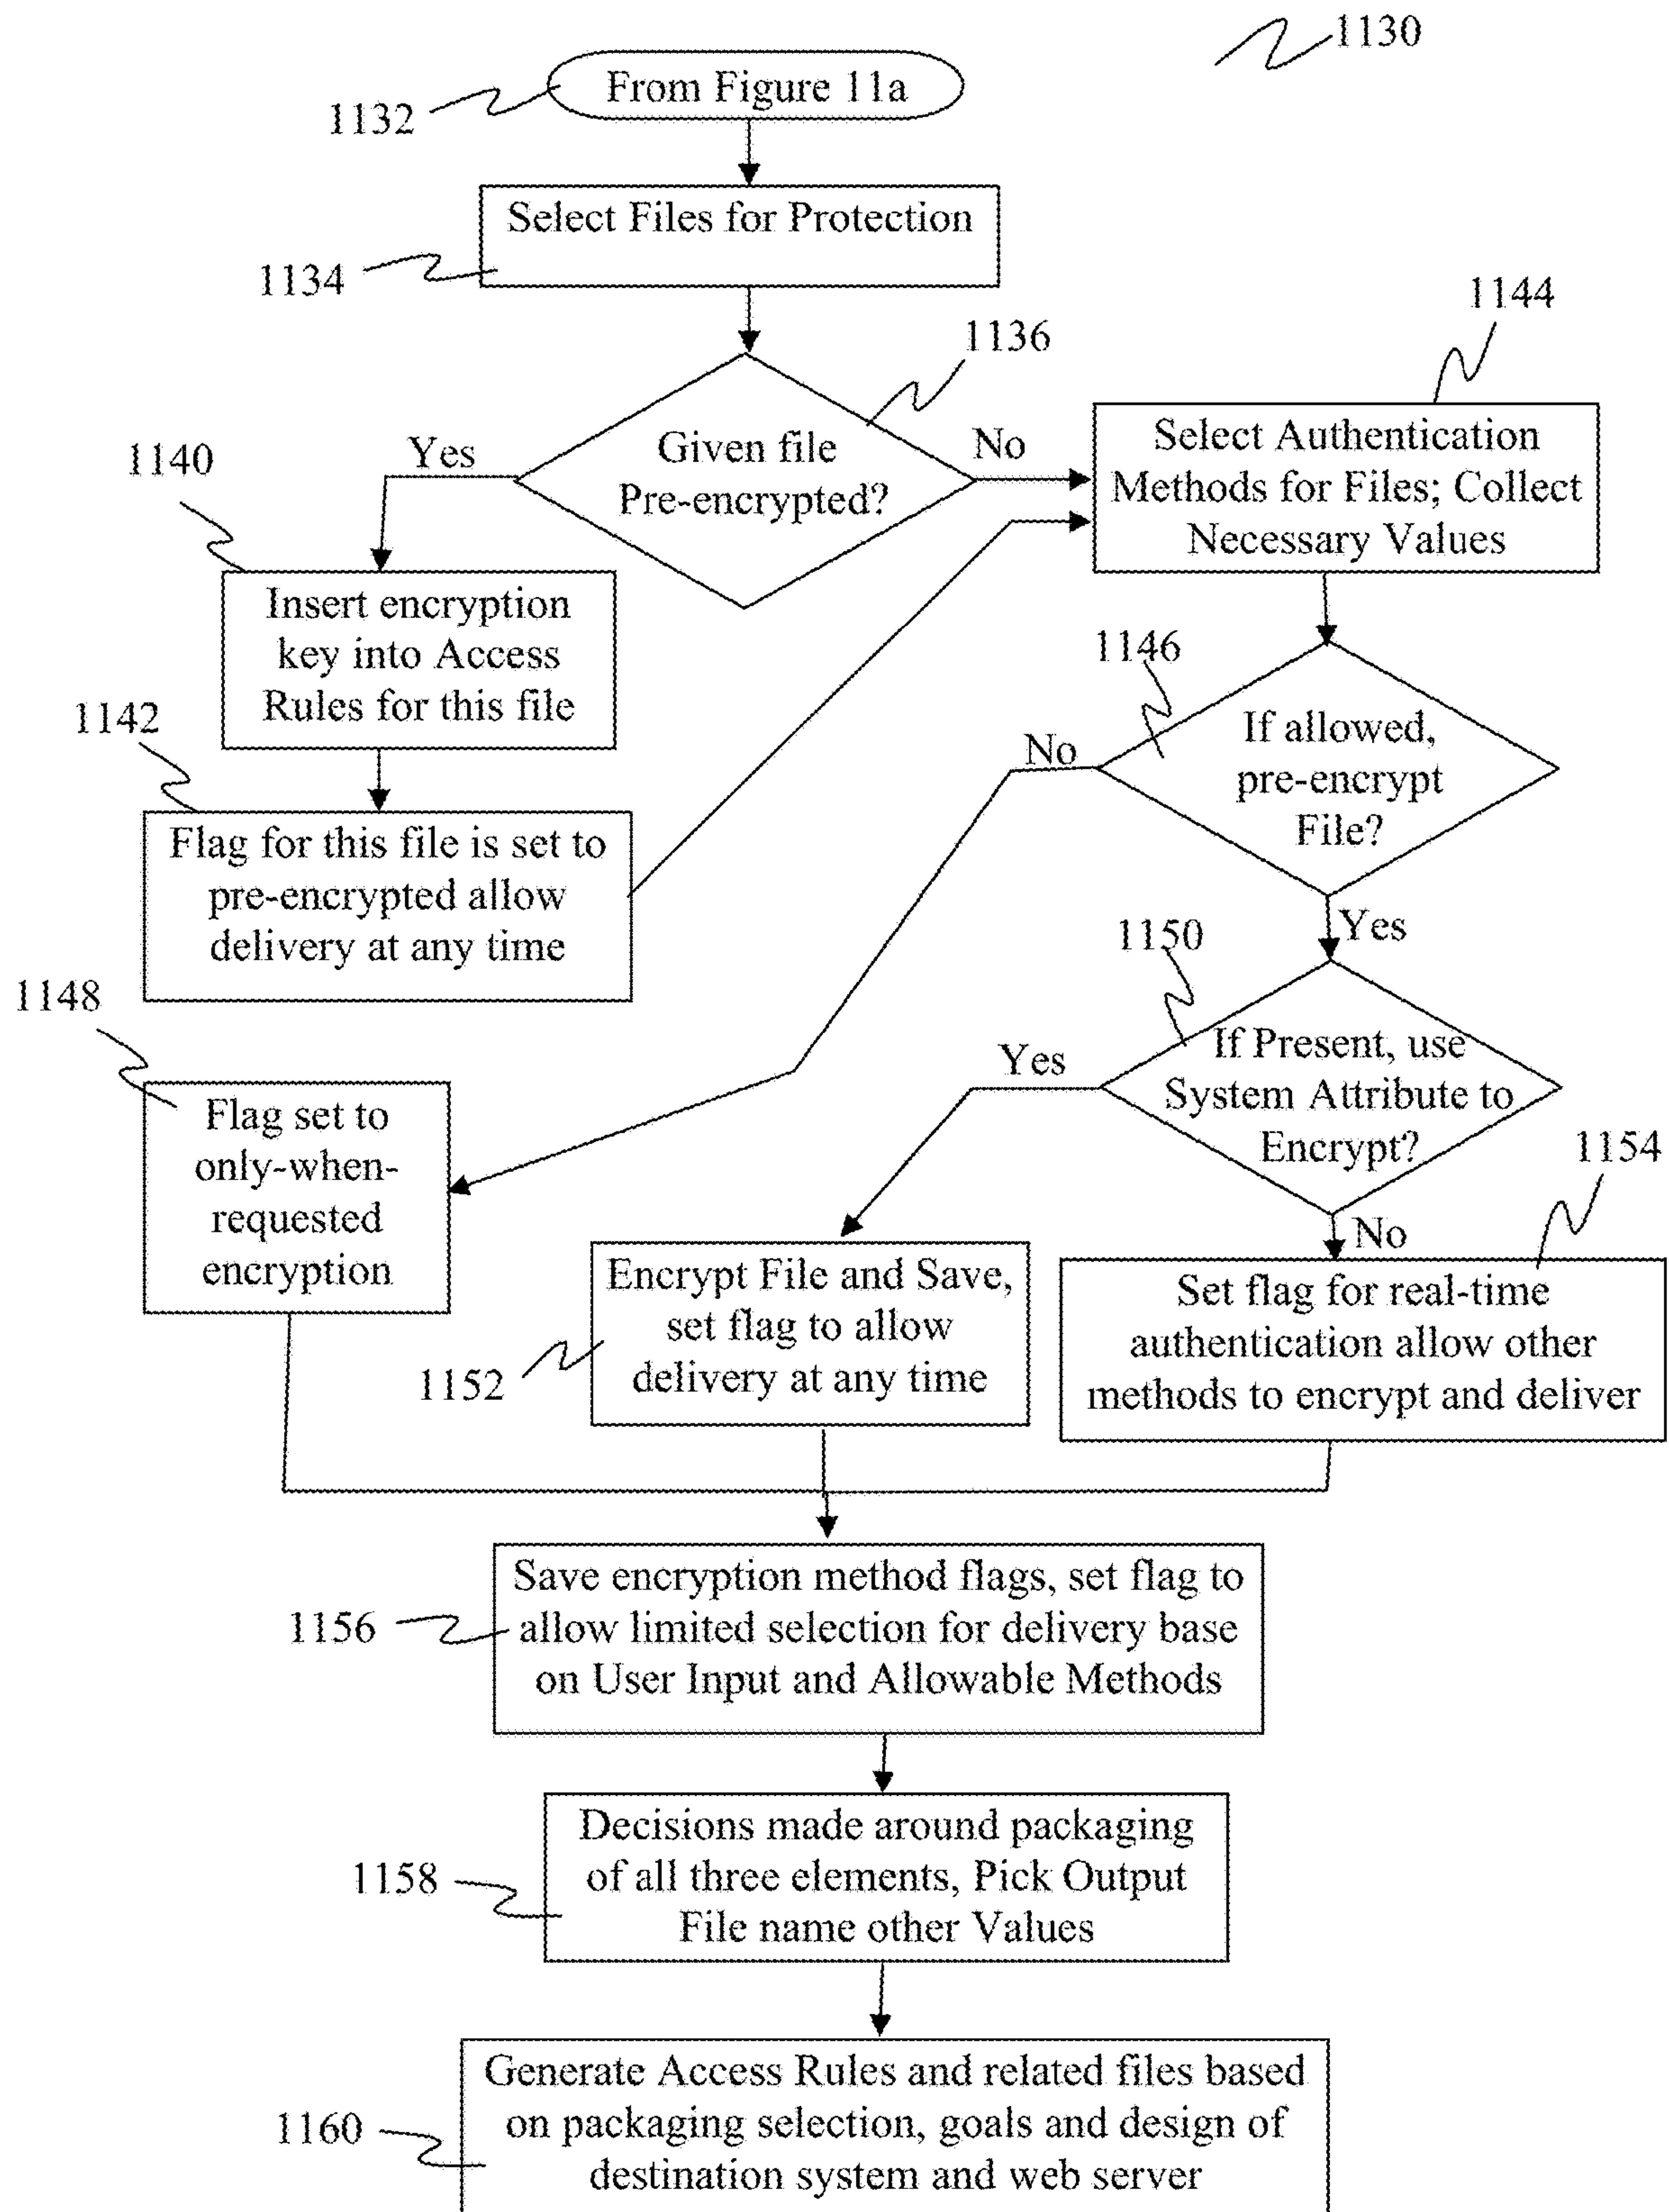 1130
From Figure 11a
1132
Select Files for Protection
1134
1136
1144
Given file
Pre-encrypted?
Yes
No
Select Authentication
Methods for Files; Collect
Necessary Values
1140
Insert encryption
key into Access
Rules for this file
1142
Flag for this file is set to
pre-encrypted allow
delivery at any time
1146
If allowed,
pre-encrypt
File?
No
Yes
1148
Flag set to
only-when-
requested
encryption
1150
If Present, use
System Attribute to
Encrypt?
Yes
No
1154
Encrypt File and Save,
set flag to allow
delivery at any time
1152
Set flag for real-time
authentication allow other
methods to encrypt and deliver
Save encryption method flags, set flag to
allow limited selection for delivery base
on User Input and Allowable Methods
1156
Decisions made around packaging
of all three elements, Pick Output
File name other Values
1158
Generate Access Rules and related files based
on packaging selection, goals and design of
destination system and web server
1160